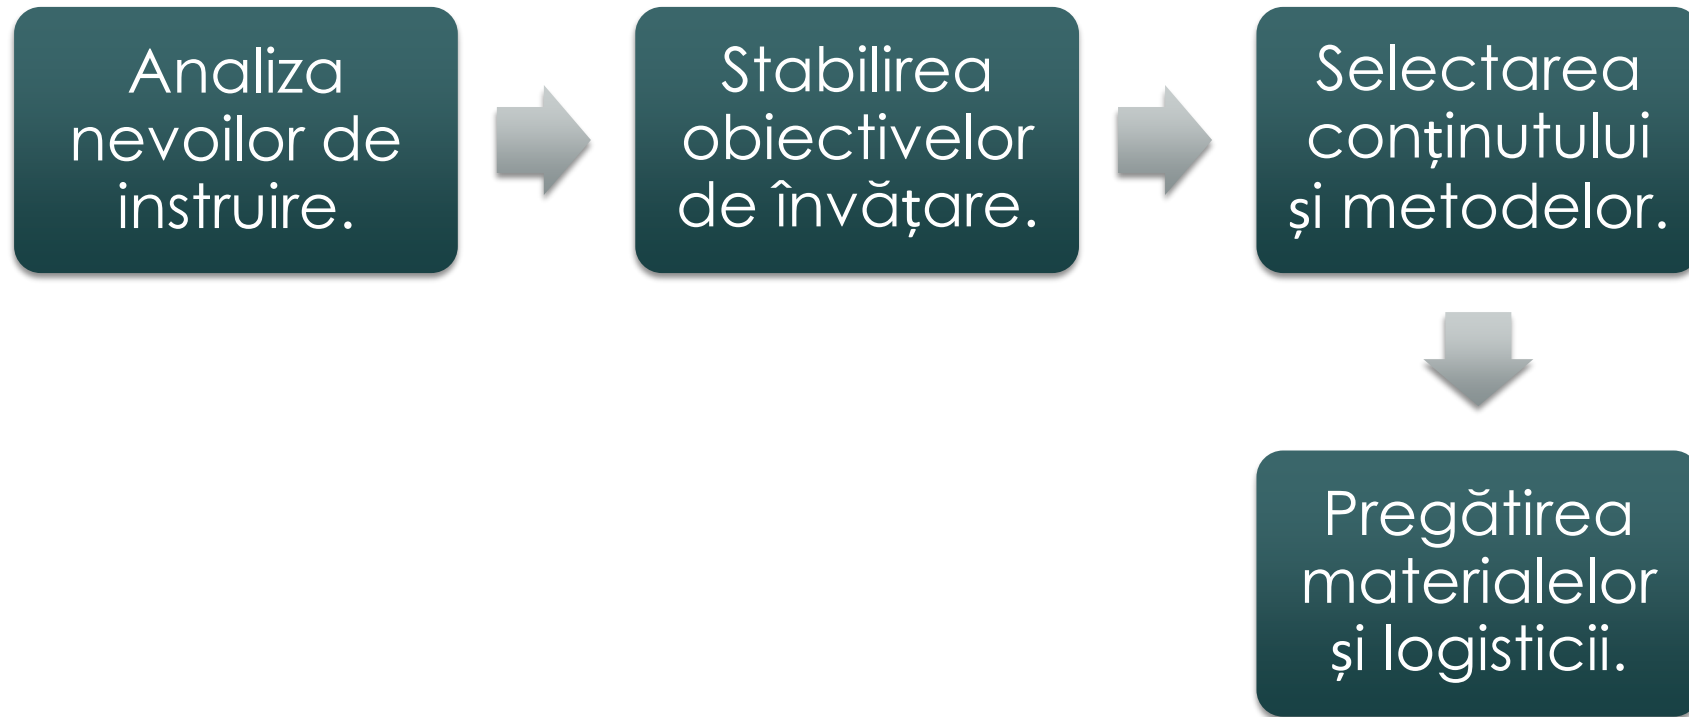 Analiza
nevoilor de
instruire.
Stabilirea
obiectivelor
de învățare.
Selectarea
conținutului
și metodelor.
Pregătirea
materialelor
și logisticii.